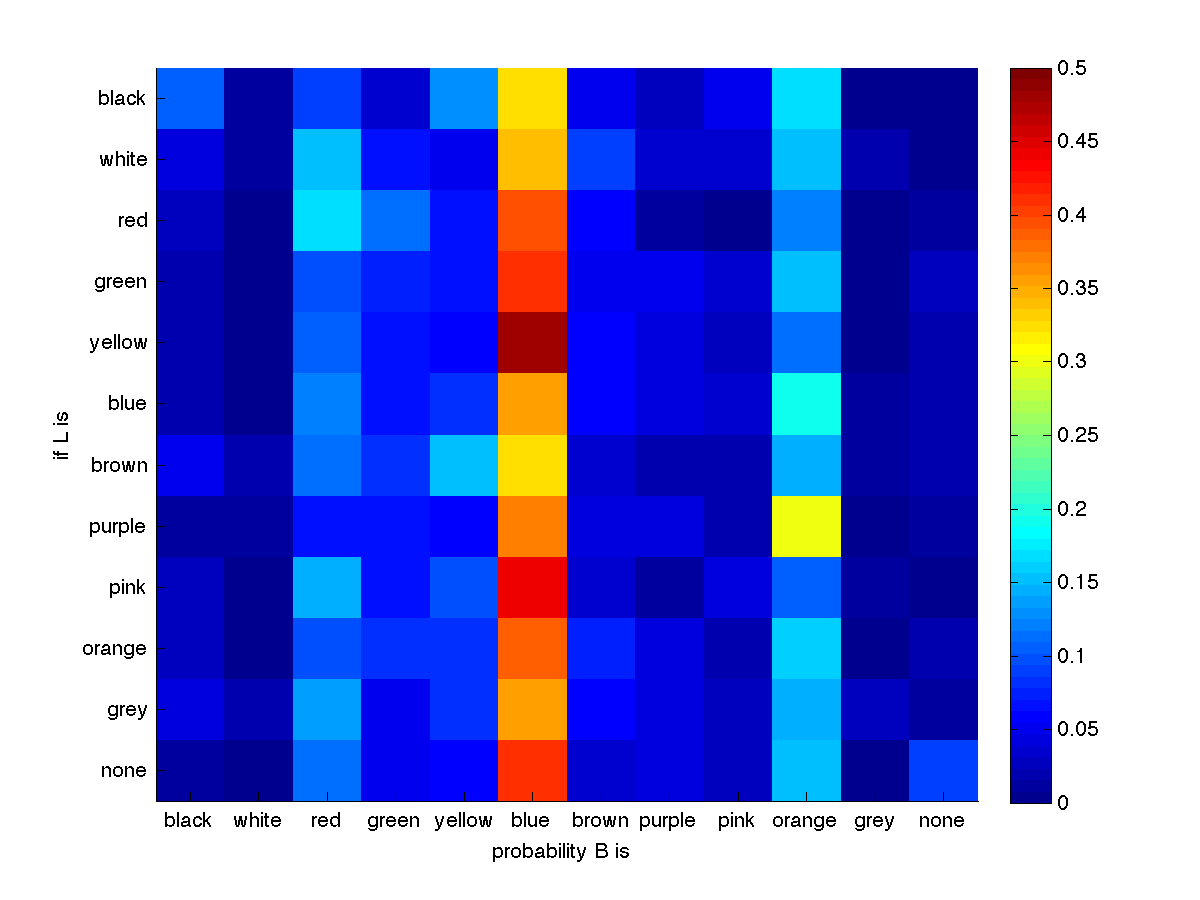 black
white
red
green
yellow
blue
brown
purple
pink
orange
grey
none
if L is
black white red green yellow blue brown purple pink orange grey none
probability B is
0.5
0.45
0.4
0.35
0.3
0.25
0.2
0.15
0.1
0.05
0